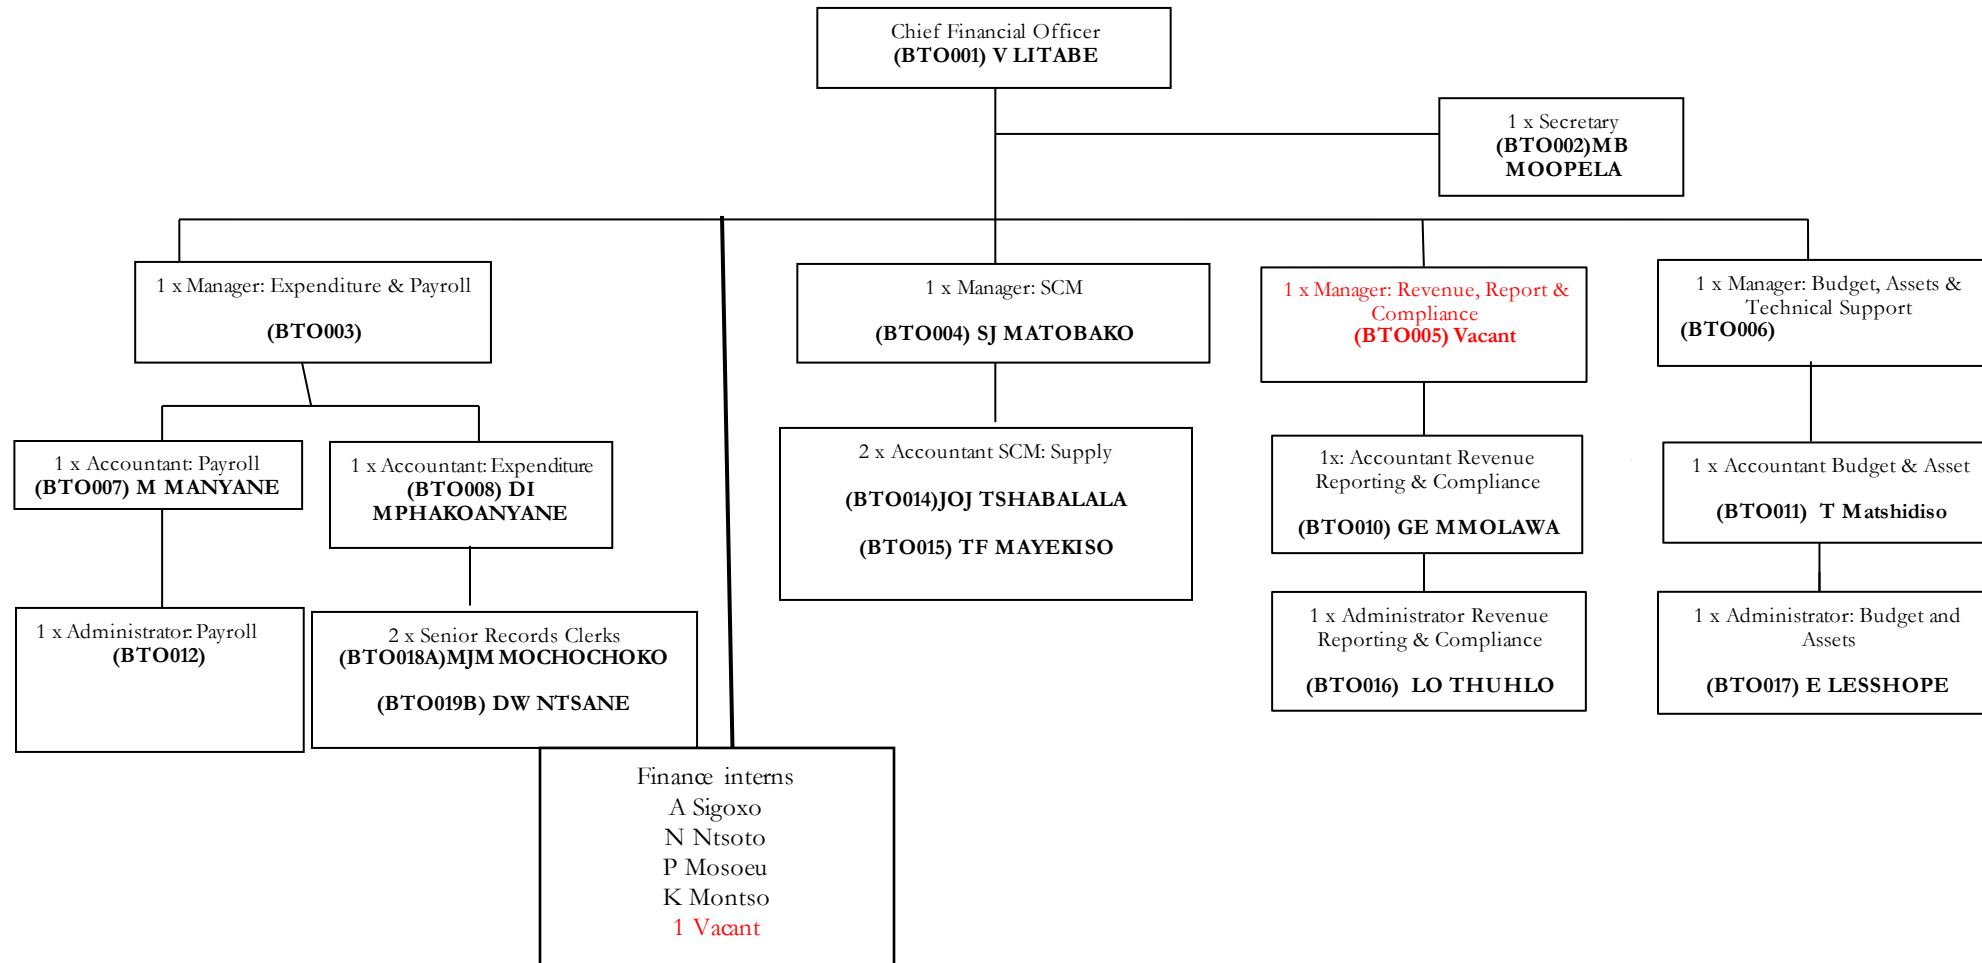 Chief Financial Officer
(BTO001) V LITABE
1 x Secretary
(BTO002)MB
MOOPELA
1 x Manager: Expenditure & Payroll
(BTO003)
1 x Manager: SCM
(BTO004) SJ MATOBAKO
1 x Manager: Revenue, Report &
Compliance
(BTO005) Vacant
1 x Manager: Budget, Assets &
Technical Support
(BTO006)
1 x Accountant: Payroll
(BTO007) M MANYANE
1 x Accountant: Expenditure
(BTO008) DI
MPHAKOANYANE
2 x Accountant SCM: Supply
(BTO014)JOJ TSHABALALA
(BTO015) TF MAYEKISO
1x: Accountant Revenue
Reporting & Compliance
(BTO010) GE MMOLAWA
1 x Accountant Budget & Asset
(BTO011) T Matshidiso
1 x Administrator: Payroll
(BTO012)
2 x Senior Records Clerks
(BTO018A)MJM MOCHOCHOKO
(BTO019B) DW NTSANE
1 x Administrator Revenue
Reporting & Compliance
(BTO016) LO THUHLO
1 x Administrator: Budget and
Assets
(BTO017) E LESSHOPE
Finance interns
A Sigoxo
N Ntsoto
P Mosoeu
K Montso
1 Vacant